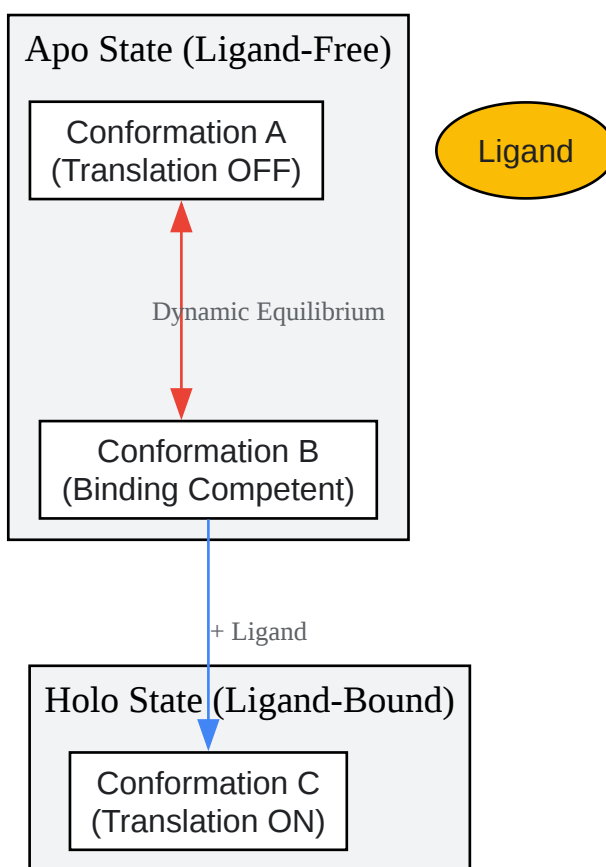 Apo State (Ligand-Free)
Conformation A
(Translation OFF)
Ligand
Dynamic Equilibrium
Conformation B
(Binding Competent)
+ Ligand
Holo State (Ligand-Bound)
Conformation C
(Translation ON)